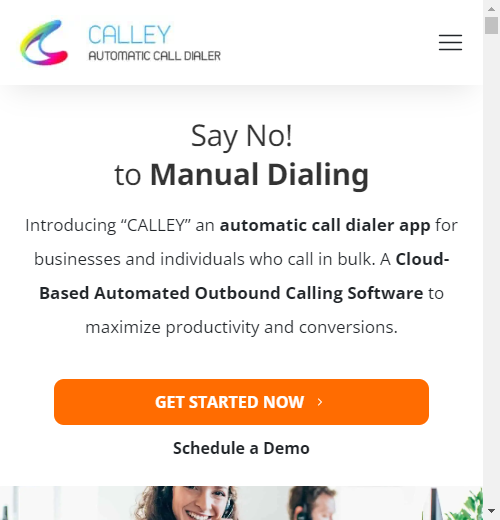 CALLEY
AUTOMATIC CALL DIALER
Say No!
to Manual Dialing
Introducing “CALLEY” an automatic call dialer app for
businesses and individuals who call in bulk. A Cloud-
Based Automated Outbound Calling Software to
maximize productivity and conversions.
GET STARTED NOW
Schedule a Demo